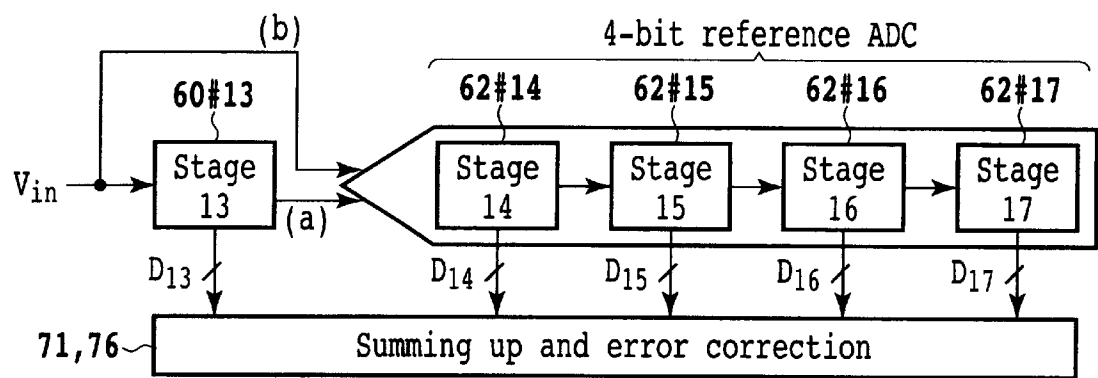 (b)
4-bit reference ADC
60#13
62#14
62#15
62#16
62#17
Vin
Stage
13
(a)
Stage
14
Stage
15
Stage
16
Stage
17
D13
D14
D15
D16
D17
71,76
Summing up and error correction